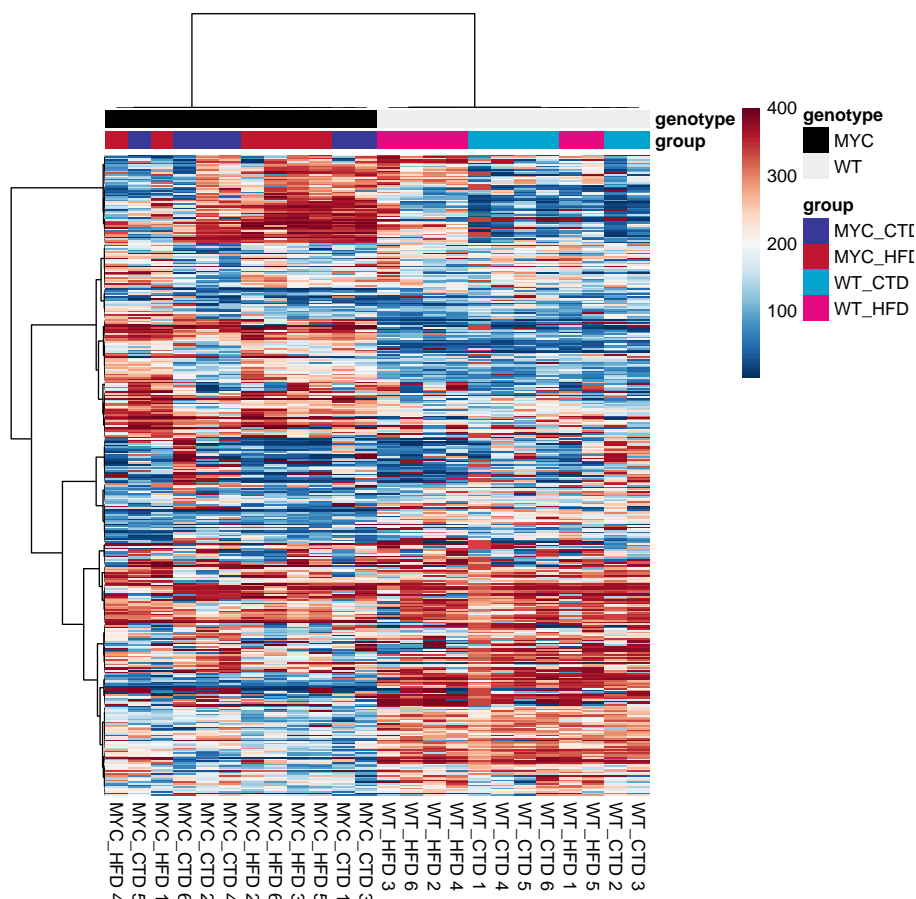 genotype
group
400
300
200
100
genotype
MYC
WT
group
MYC_CTD
MYC_HFD
WT_CTD
WT_HFD
MYC_HFD 4
MYC_CTD 5
MYC_HFD 1
MYC_CTD 6
MYC_CTD 2
MYC_CTD 4
MYC_HFD 2
MYC_HFD 6
MYC_HFD 3
MYC_HFD 5
MYC_CTD 1
MYC_CTD 3
WT_HFD 3
WT_HFD 6
WT_HFD 2
WT_HFD 4
WT_CTD 1
WT_CTD 4
WT_CTD 5
WT_CTD 6
WT_HFD 1
WT_HFD 5
WT_CTD 2
WT_CTD 3